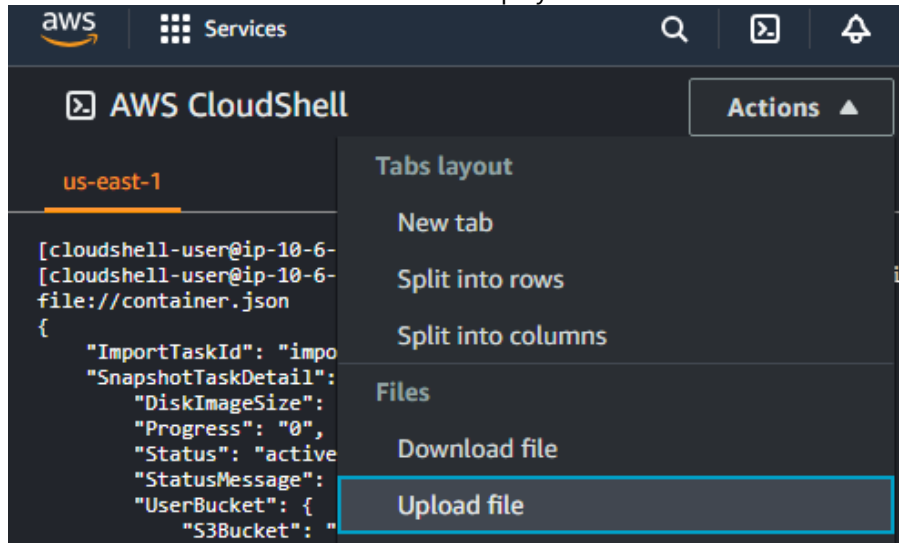 aws
Services
AWS CloudShell
Actions ▲
us-east-1
Tabs layout
New tab
Split into rows
Split into columns
Files
Download file
Upload file
[cloudshell-user@ip-10-6-
[cloudshell-user@ip-10-6-
file://container.json
{
"ImportTaskId": "impo
"SnapshotTaskDetail":
"DiskImageSize":
"Progress": "0",
"Status": "active
"StatusMessage":
"UserBucket": {
"S3Bucket": "